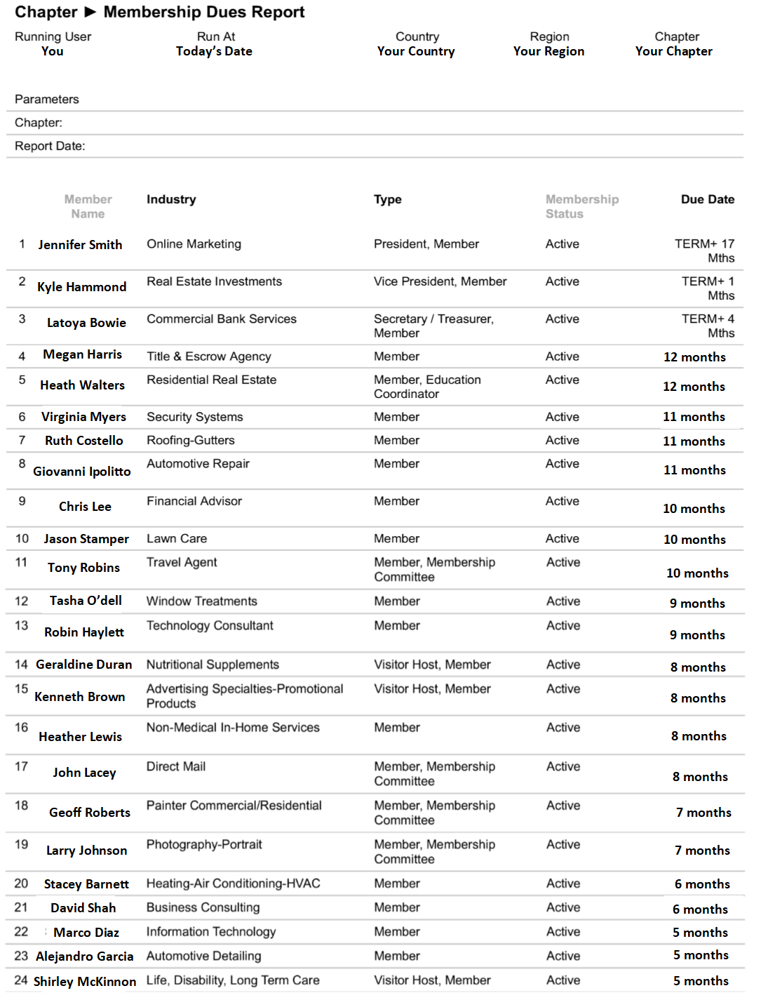 Chapter ► Membership Dues Report
Running User Run At Country Region Chapter
You Today’s Date Your Country Your Region Your Chapter
Parameters
Chapter:
Report Date:
Member Industry Type Membership Due Date
Name Status
1 Jennifer Smith Online Marketing President, Member Active TERM+ 17
Mths
2 Kyle Hammond Real Estate Investments Vice President, Member Active TERM+ 1
Mths
3 Latoya Bowie Commercial Bank Services Secretary / Treasurer, Active TERM+ 4
Member Mths
4 Megan Harris Title & Escrow Agency Member Active 12 months
5 Heath Walters Residential Real Estate Member, Education Active 12 months
Coordinator
6 Virginia Myers Security Systems Member Active 11 months
7 Ruth Costello Roofing-Gutters Member Active 11 months
8 Giovanni Ipolitto Automotive Repair Member Active 11 months
9 Chris Lee Financial Advisor Member Active 10 months
10 Jason Stamper Lawn Care Member Active 10 months
11 Tony Robins Travel Agent Member, Membership Active 10 months
Committee
12 Tasha O’dell Window Treatments Member Active 9 months
13 Robin Haylett Technology Consultant Member Active 9 months
14 Geraldine Duran Nutritional Supplements Visitor Host, Member Active 8 months
15 Kenneth Brown Advertising Specialties-Promotional Visitor Host, Member Active 8 months
Products
16 Heather Lewis Non-Medical In-Home Services Member Active 8 months
17 John Lacey Direct Mail Member, Membership Active 8 months
Committee
18 Geoff Roberts Painter Commercial/Residential Member, Membership Active 7 months
Committee
19 Larry Johnson Photography-Portrait Member, Membership Active 7 months
Committee
20 Stacey Barnett Heating-Air Conditioning-HVAC Member Active 6 months
21 David Shah Business Consulting Member Active 6 months
22 Marco Diaz Information Technology Member Active 5 months
23 Alejandro Garcia Automotive Detailing Member Active 5 months
24 Shirley McKinnon Life, Disability, Long Term Care Visitor Host, Member Active 5 months